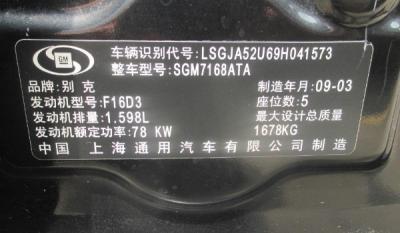 GM
车辆识别代号: LSGJA52U69H041573
整车型号: SGM7168ATA
品牌: 别克 制造年月: 09-03
发动机型号: F16D3 座位数: 5
发动机排量: 1.598L 最大设计总质量
发动机额定功率: 78 KW 1678KG
中国 上海通用汽车有限公司制造